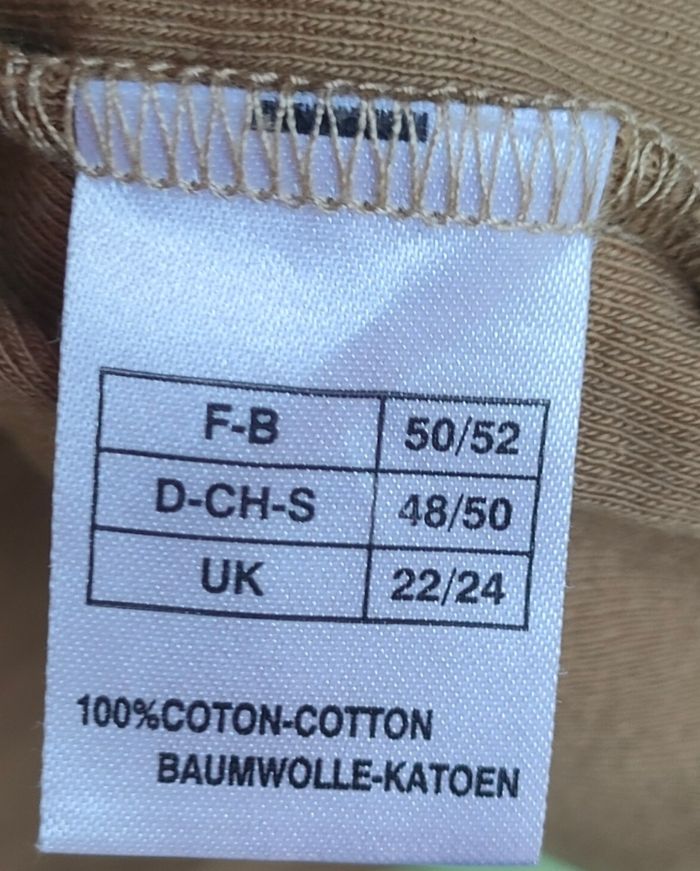 F-B 50/52
D-CH-S 48/50
UK 22/24
100%COTON-COTTON
BAUMWOLLE-KATOEN